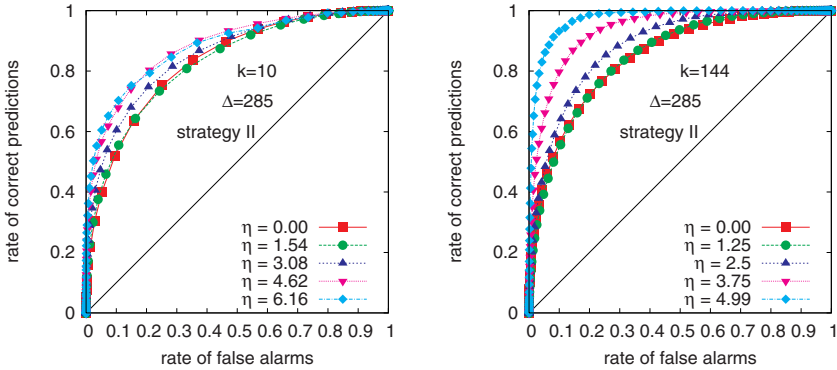 1
0.8
0.6
0.4
0.2
0
rate of correct predictions
k=10
Δ=285
strategy II
η = 0.00
η = 1.54
η = 3.08
η = 4.62
η = 6.16
0 0.1 0.2 0.3 0.4 0.5 0.6 0.7 0.8 0.9 1
rate of false alarms
1
0.8
0.6
0.4
0.2
0
rate of correct predictions
k=144
Δ=285
strategy II
η = 0.00
η = 1.25
η = 2.5
η = 3.75
η = 4.99
0 0.1 0.2 0.3 0.4 0.5 0.6 0.7 0.8 0.9 1
rate of false alarms